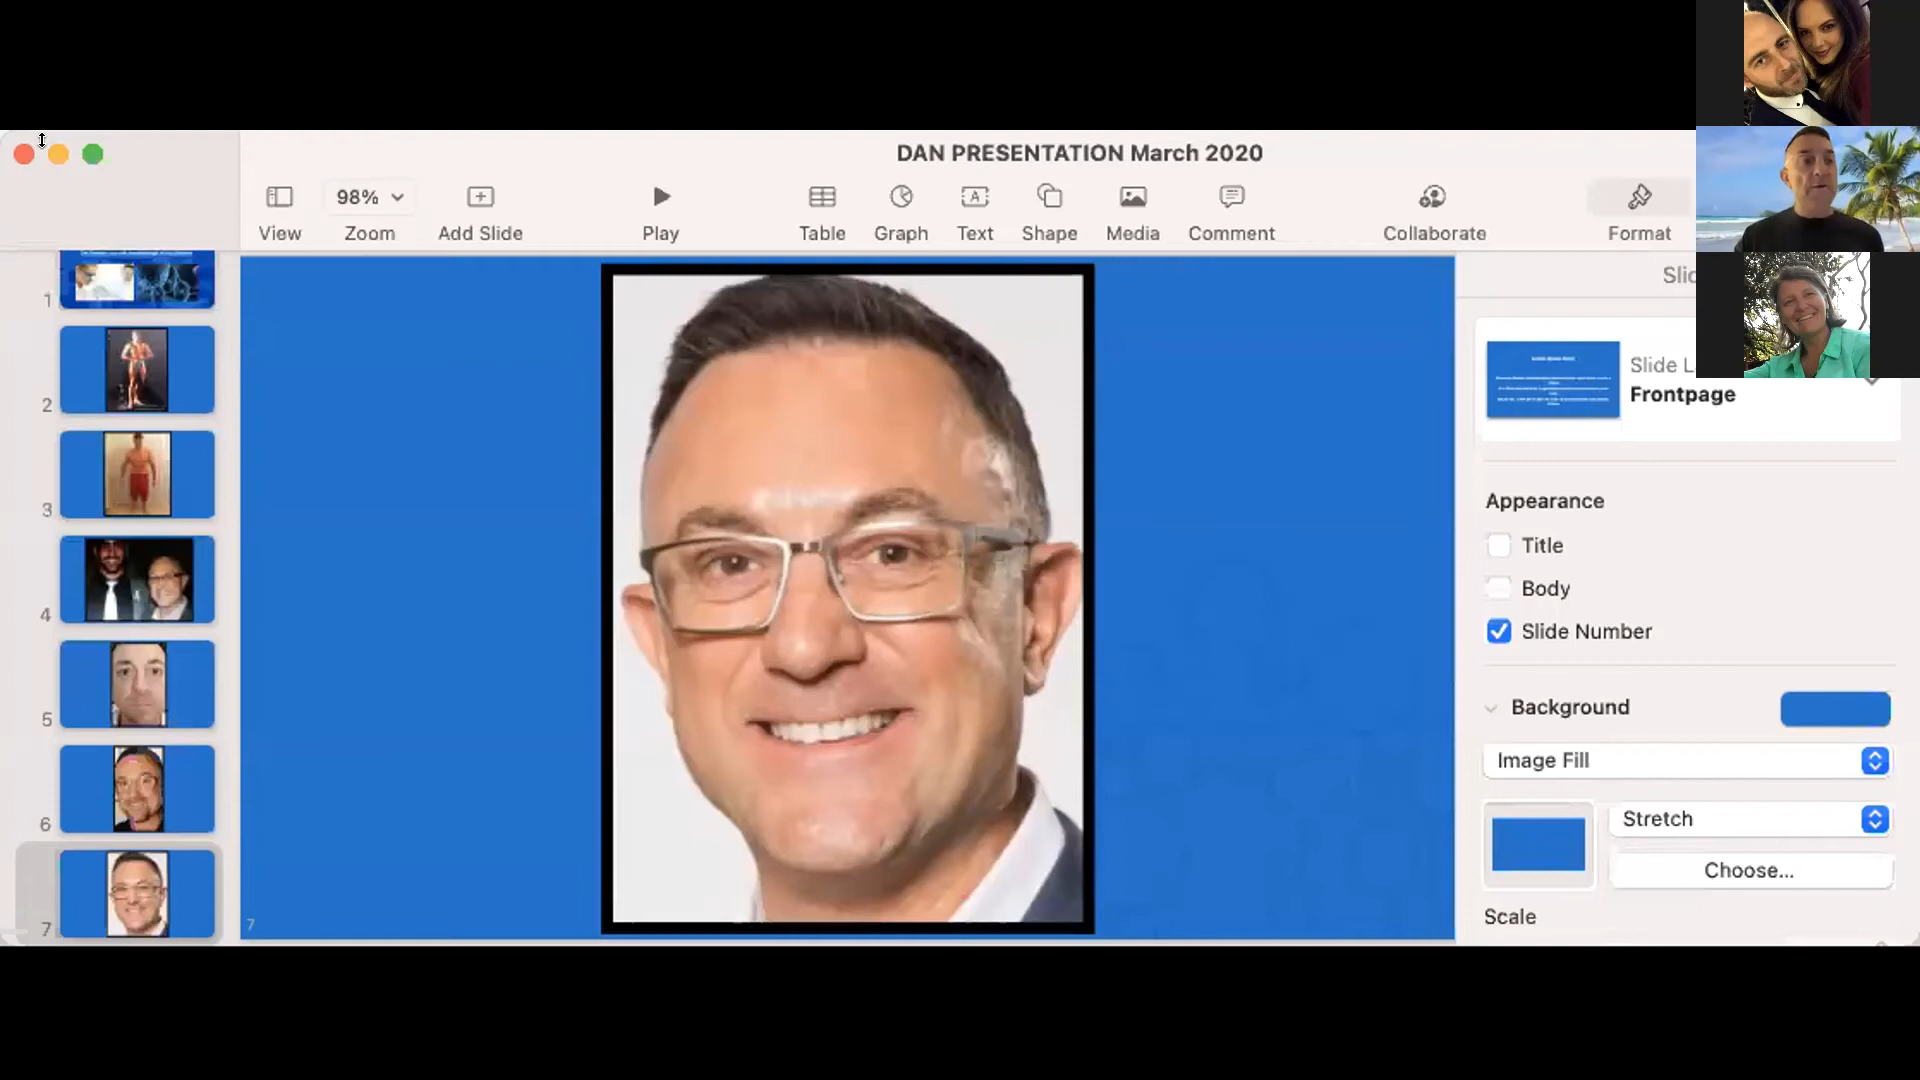 DAN PRESENTATION March 2020
98%
View
Zoom
Add Slide
Play
Table
Graph
Text
Shape
Media
Comment
Collaborate
Format
1
2
3
4
5
6
7
7
Slide L
Frontpage
Appearance
Title
Body
Slide Number
Background
Image Fill
Stretch
Choose...
Scale